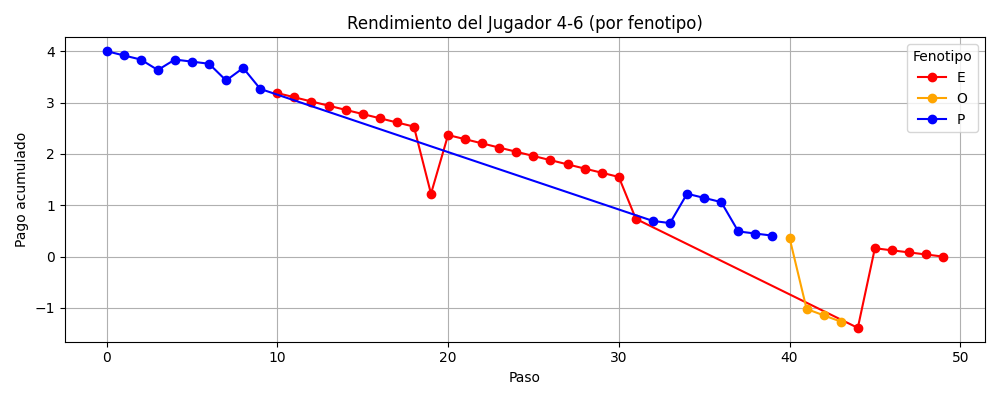 Rendimiento del Jugador 4-6 (por fenotipo)
Pago acumulado
4
3
2
1
0
−1
0
10
20
30
40
50
Paso
Fenotipo
E
O
P